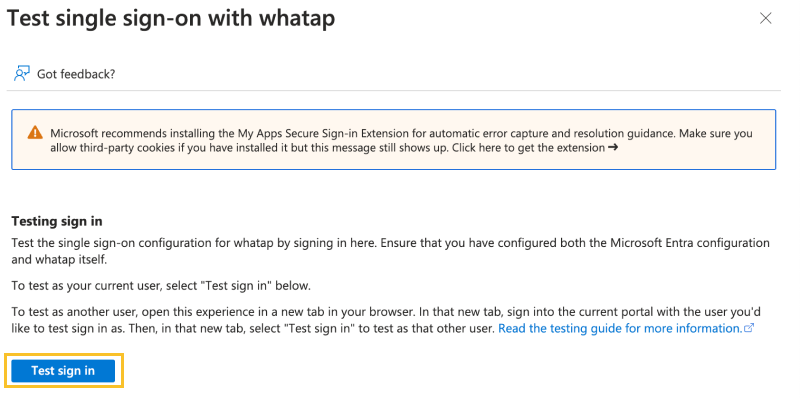 Test single sign-on with whatap
Got feedback?
Microsoft recommends installing the My Apps Secure Sign-in Extension for automatic error capture and resolution guidance. Make sure you
allow third-party cookies if you have installed it but this message still shows up. Click here to get the extension →
Testing sign in
Test the single sign-on configuration for whatap by signing in here. Ensure that you have configured both the Microsoft Entra configuration
and whatap itself.
To test as your current user, select "Test sign in" below.
To test as another user, open this experience in a new tab in your browser. In that new tab, sign into the current portal with the user you'd
like to test sign in as. Then, in that new tab, select "Test sign in" to test as that other user. Read the testing guide for more information.
Test sign in